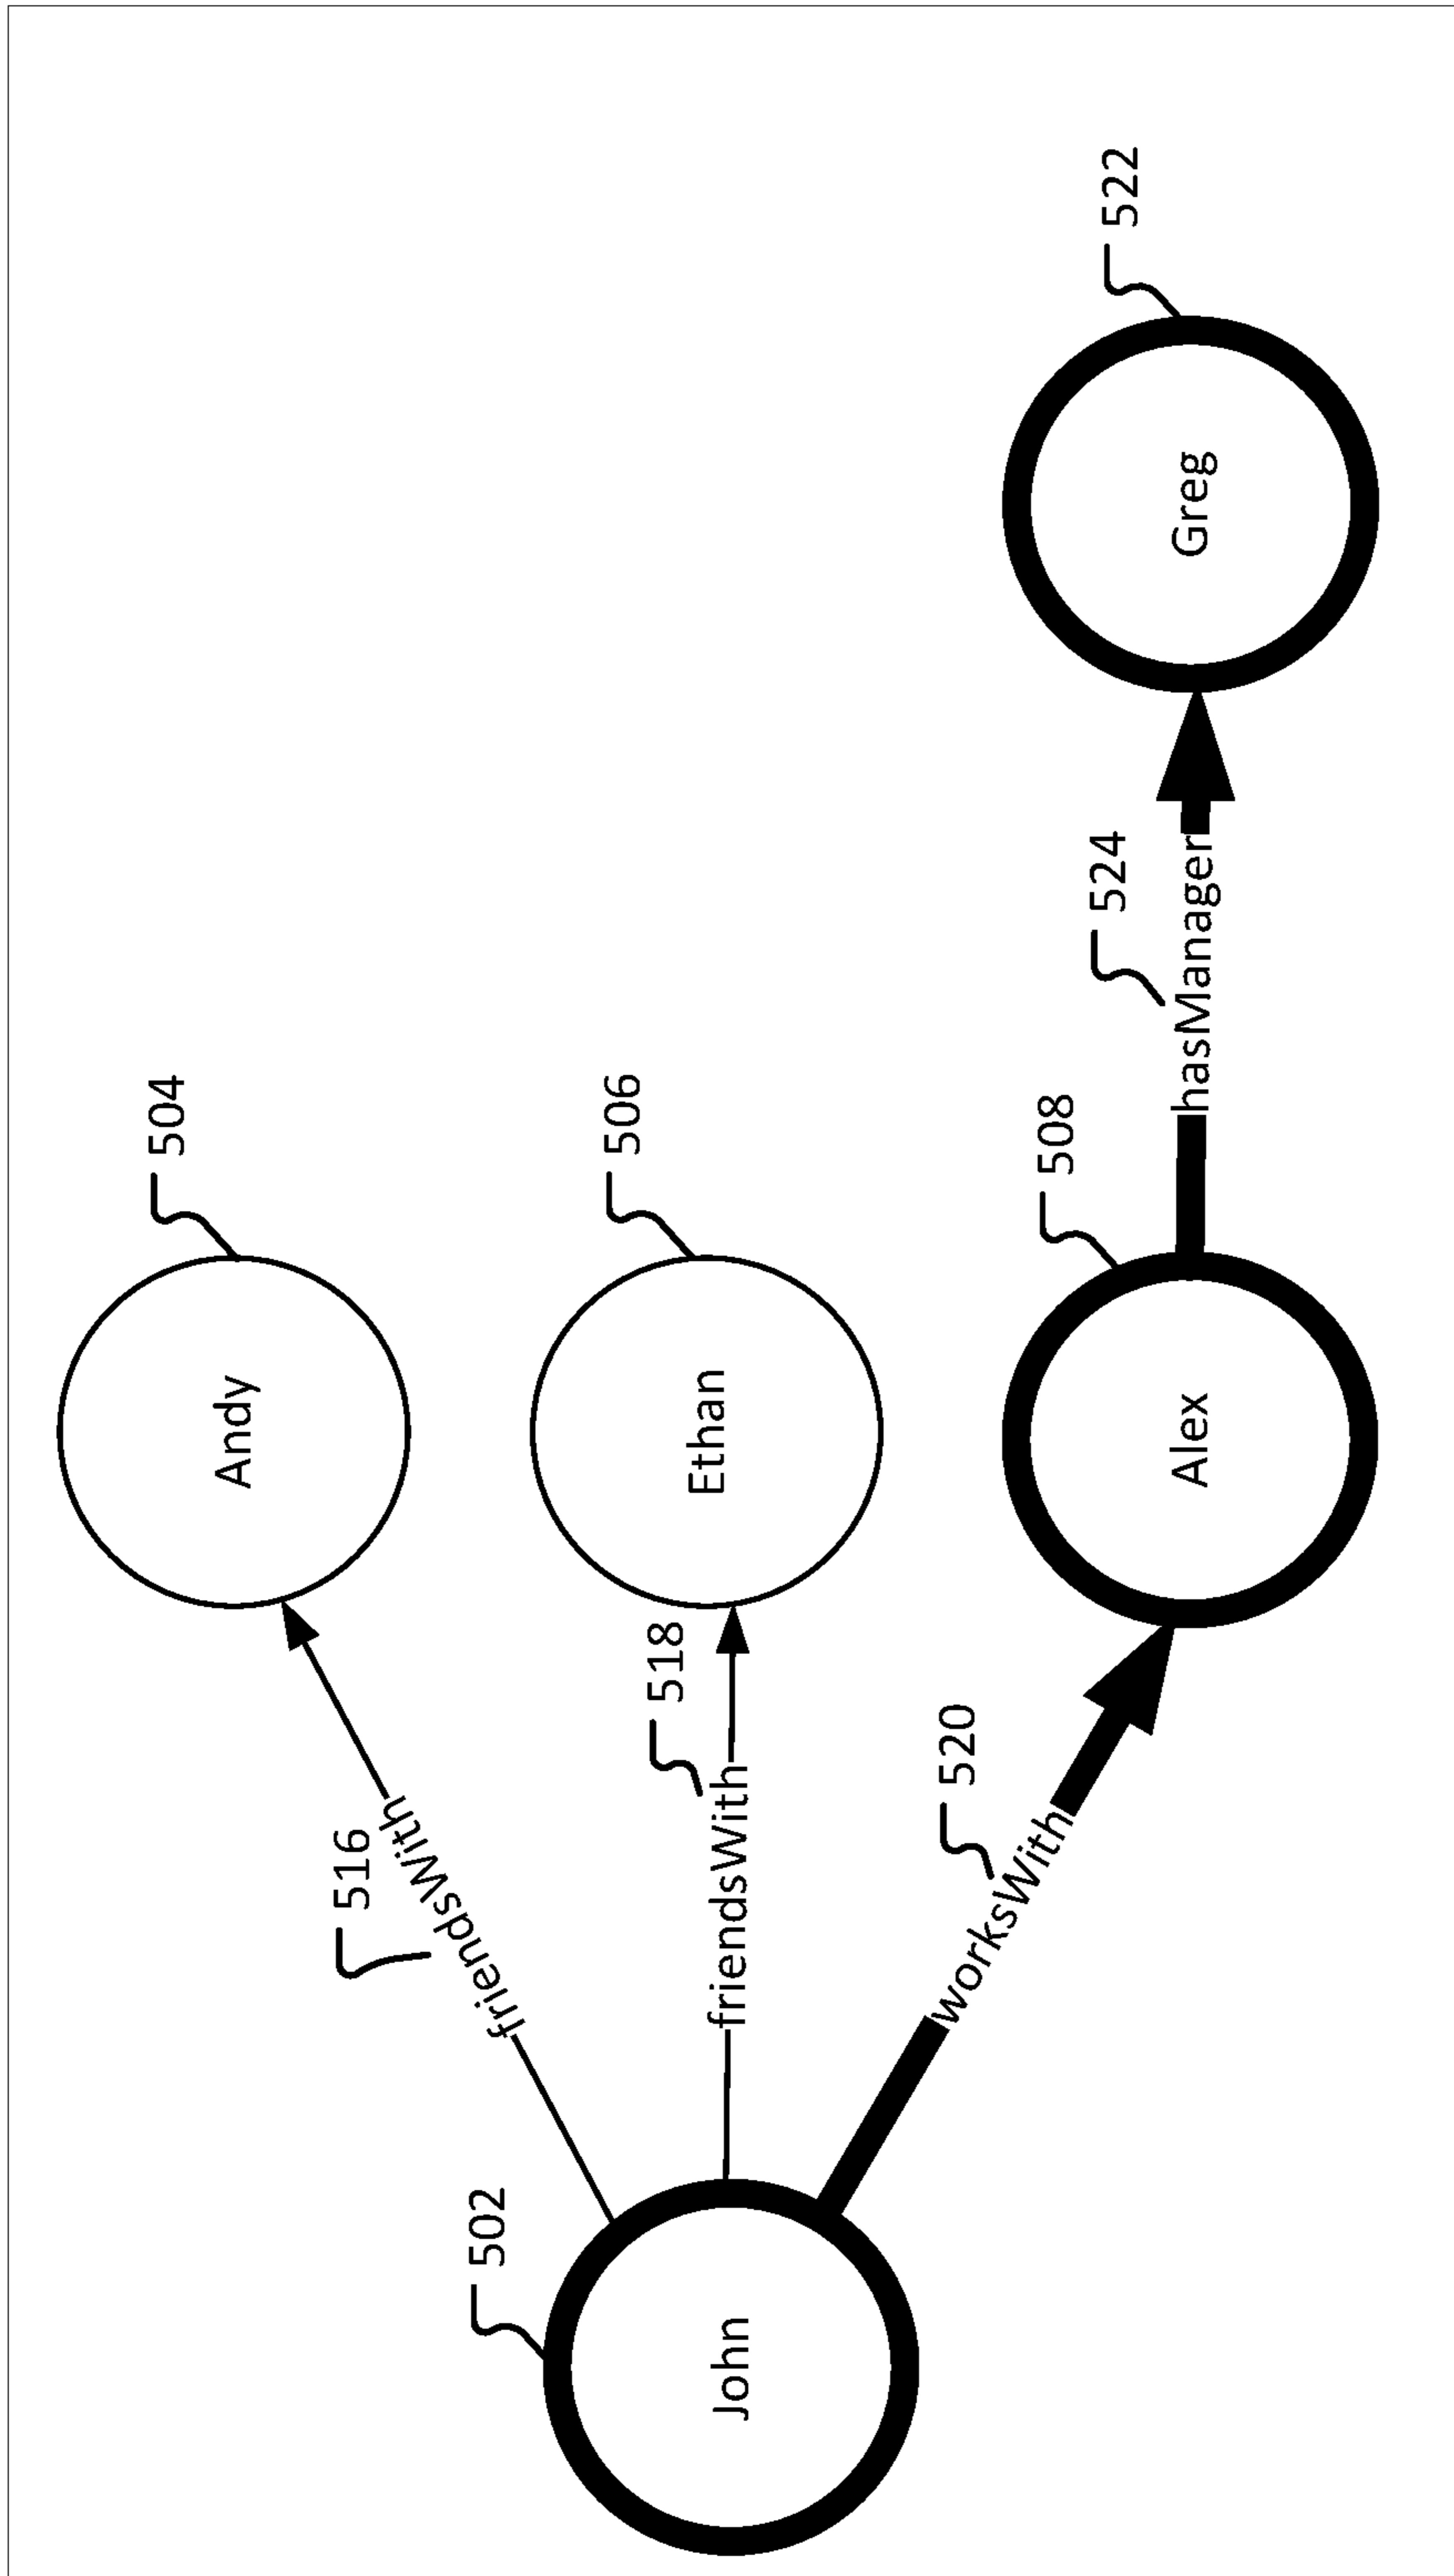 504
Andy
516
friendsWith
506
502
518
Ethan
John
friendsWith
508
520
524
522
worksWith
Alex
hasManager
Greg